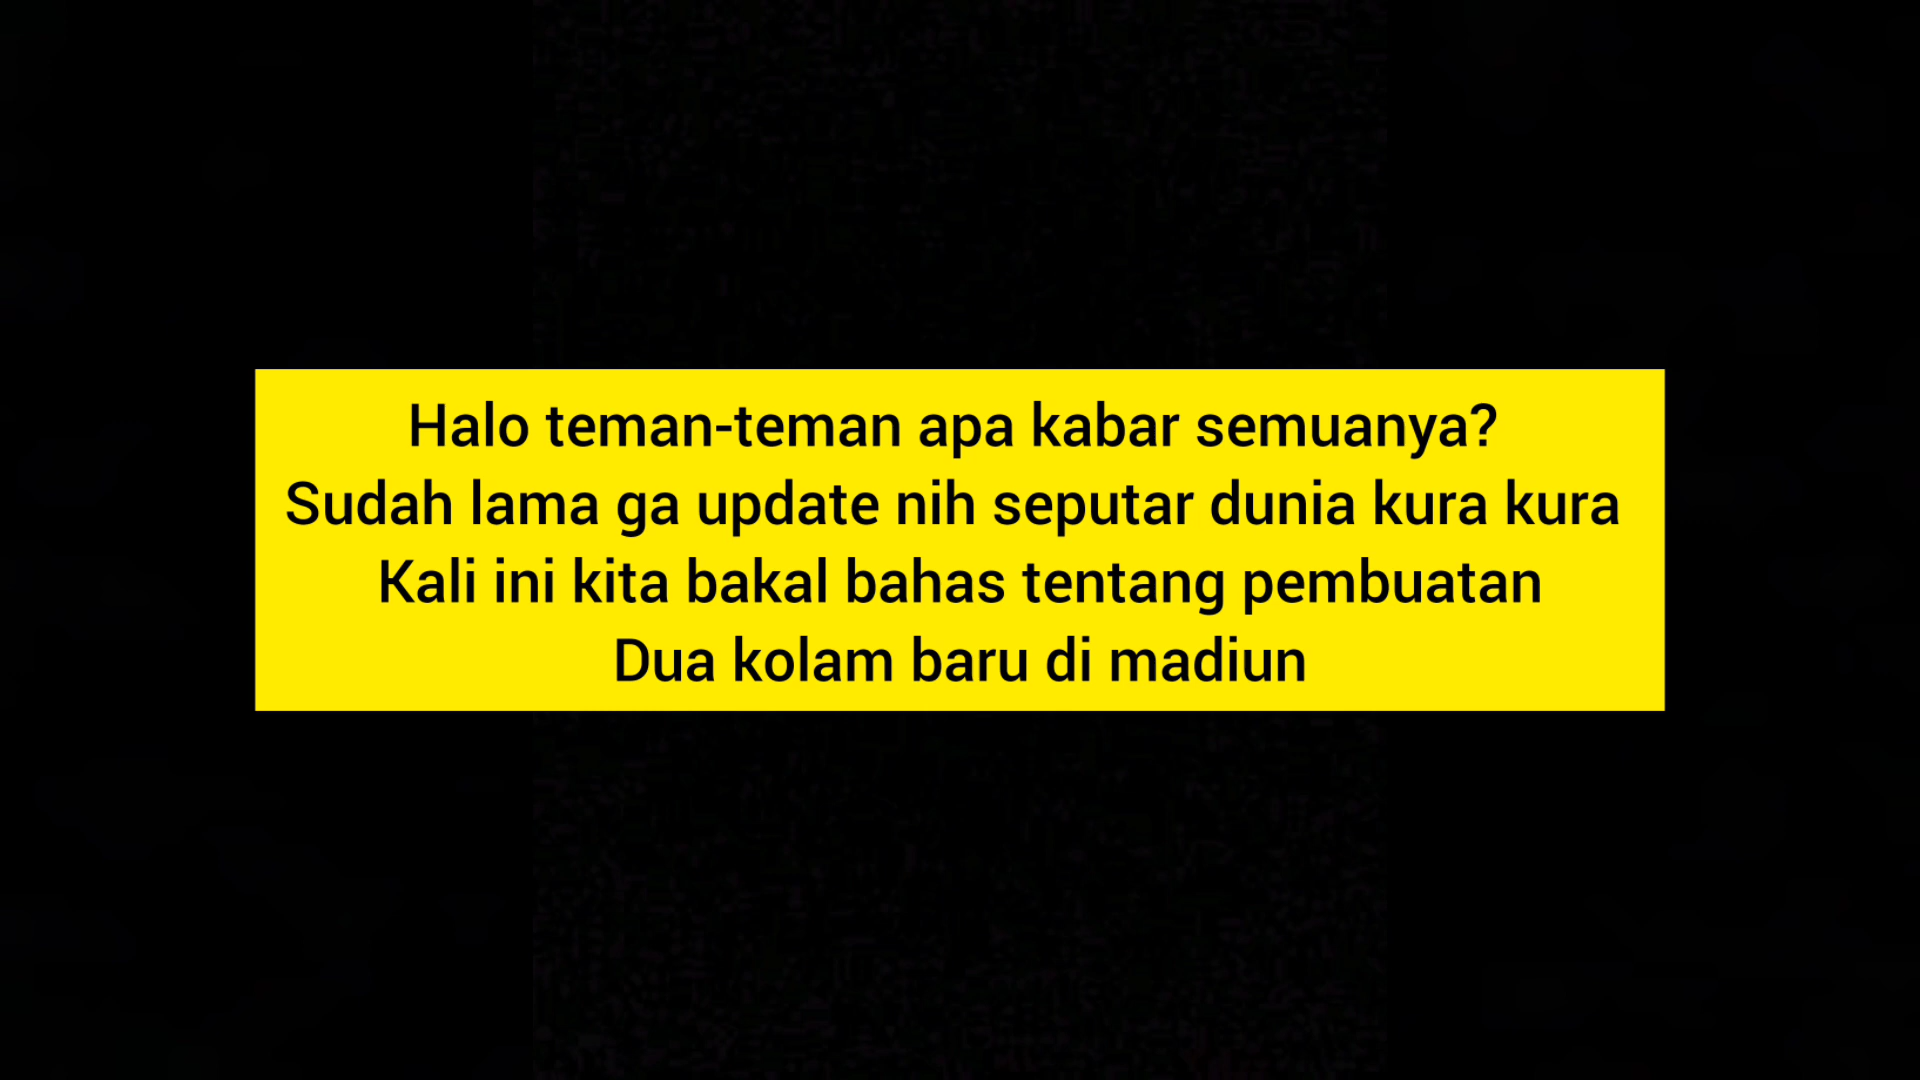 Halo teman-teman apa kabar semuanya?
Sudah lama ga update nih seputar dunia kura kura
Kali ini kita bakal bahas tentang pembuatan
Dua kolam baru di madiun